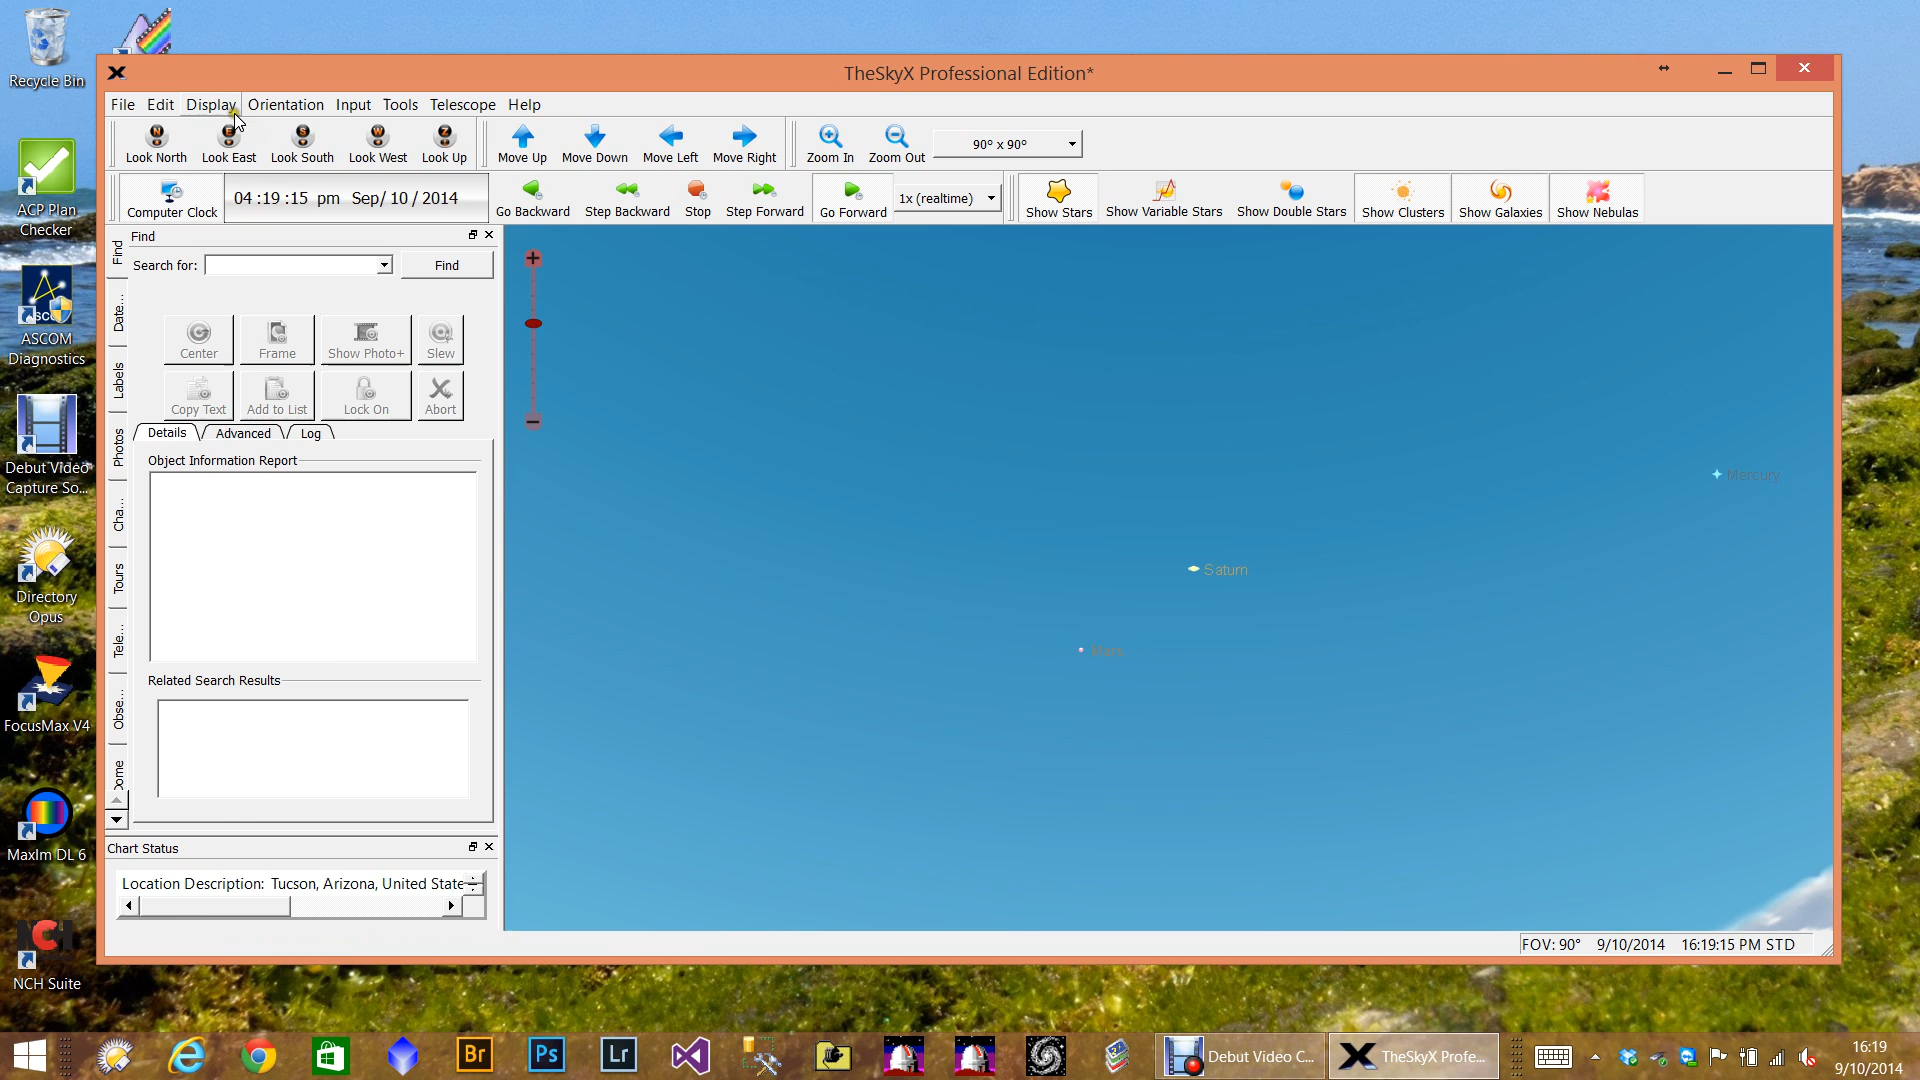 Recycle Bin
ACP Plan
Checker
ASCOM
Diagnostics
Debut Video
Capture So...
Directory
Opus
FocusMax V4
MaxIm DL 6
NCH Suite
TheSkyX Professional Edition*
File Edit Display Orientation Input Tools Telescope Help
Look North Look East Look South Look West Look Up Move Up Move Down Move Left Move Right Zoom In Zoom Out 90° x 90°
Computer Clock 04 :19 :15 pm Sep/ 10 / 2014 Go Backward Step Backward Stop Step Forward Go Forward 1x (realtime) Show Stars Show Variable Stars Show Double Stars Show Clusters Show Galaxies Show Nebulas
Find
Search for: Find
Center Frame Show Photo+ Slew
Copy Text Add to List Lock On Abort
Details Advanced Log
Object Information Report
Related Search Results
Find
Date...
Labels
Photos
Cha...
Tours
Tele...
Obse...
Dome
Chart Status
Location Description: Tucson, Arizona, United State
Mercury
Saturn
Mars
FOV: 90° 9/10/2014 16:19:15 PM STD
Br Ps Lr Debut Video C... TheSkyX Profe...
16:19
9/10/2014